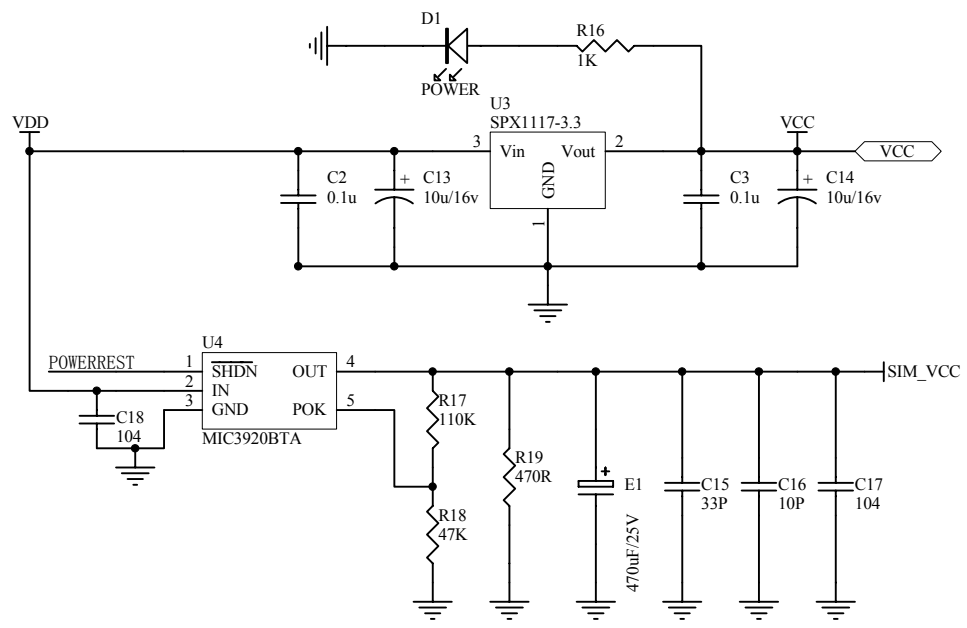 D1
R16
1K
POWER
U3
SPX1117-3.3
VDD
VCC
3
Vin
Vout
2
VCC
GND
1
C2
0.1u
+
C13
10u/16v
C3
0.1u
+
C14
10u/16v
U4
POWERREST
1
SHDN
OUT
4
2
IN
3
GND
POK
5
MIC3920BTA
C18
104
SIM_VCC
R17
110K
R18
47K
R19
470R
+
E1
470uF/25V
C15
33P
C16
10P
C17
104